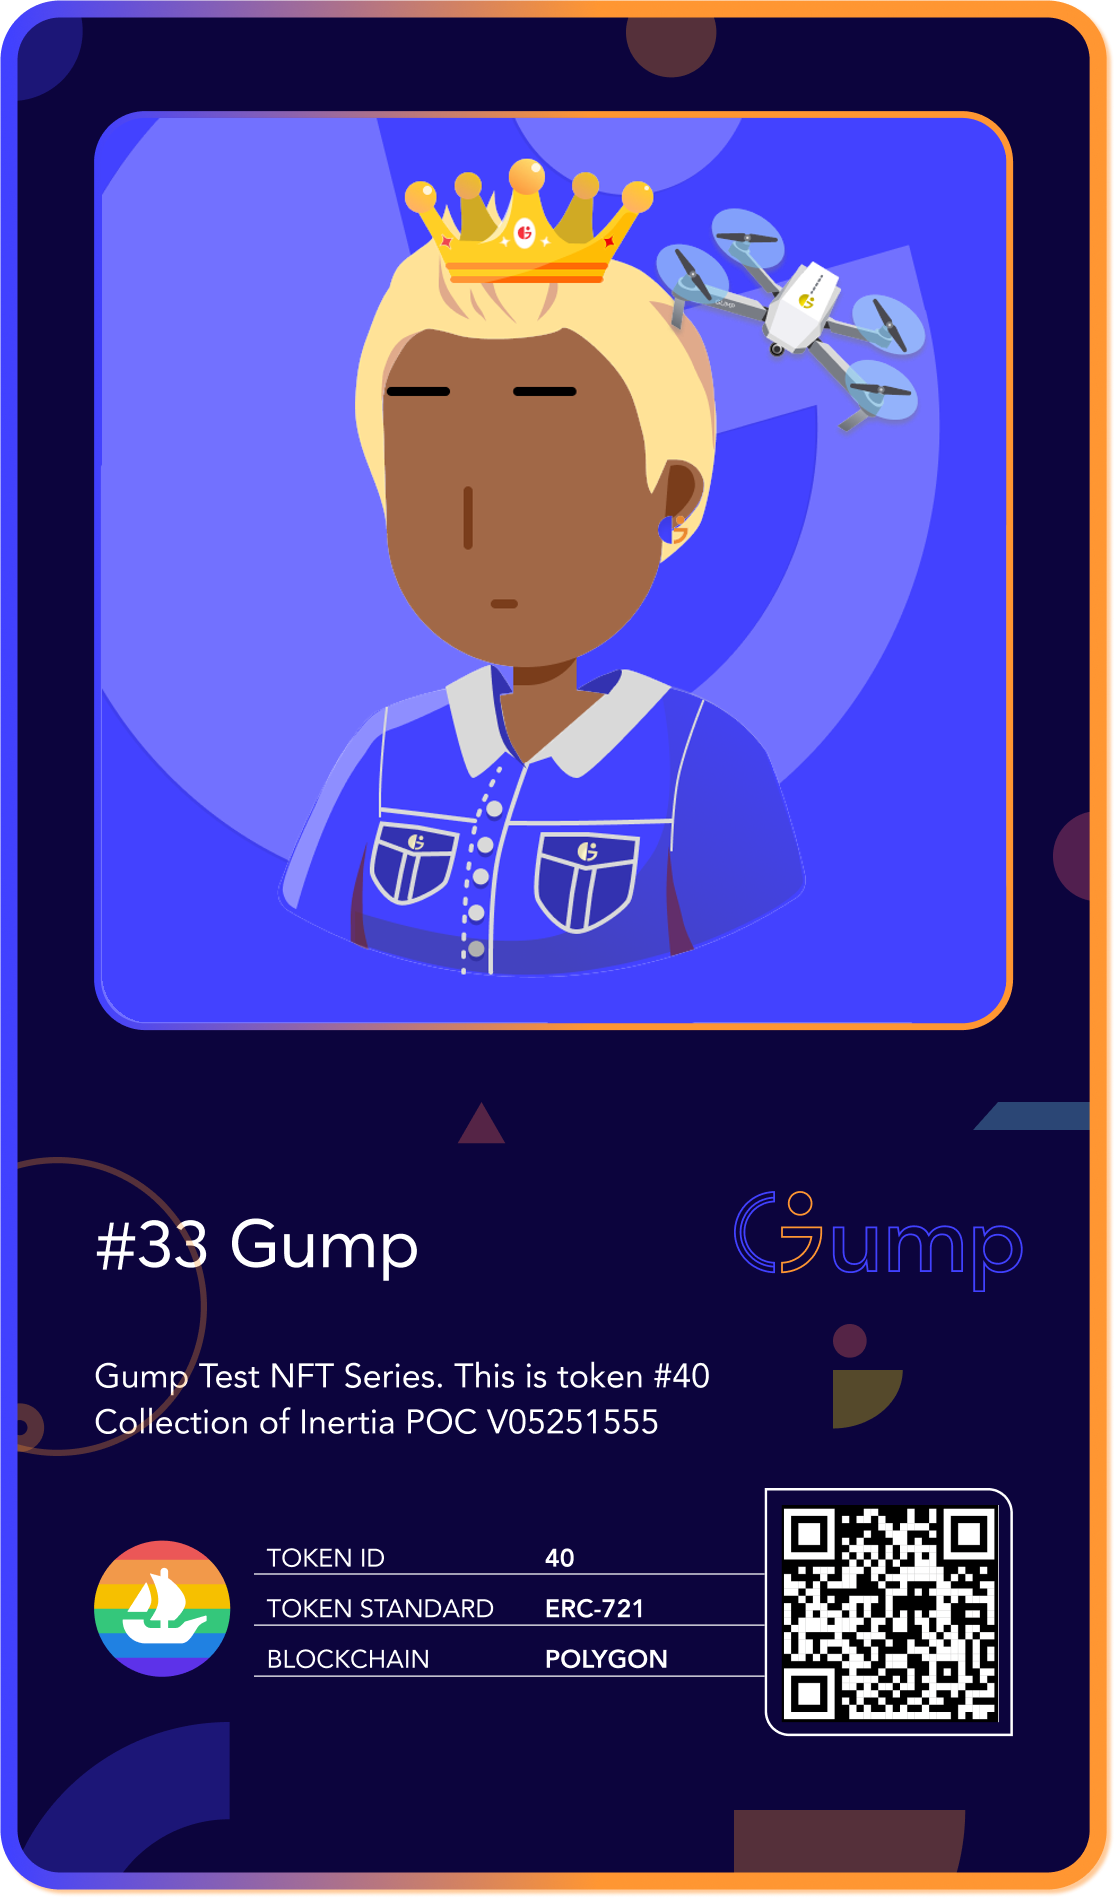 GUMP
#33 Gump
Gump
Gump Test NFT Series. This is token #40
Collection of Inertia POC V05251555
TOKEN ID 40
TOKEN STANDARD ERC-721
BLOCKCHAIN POLYGON